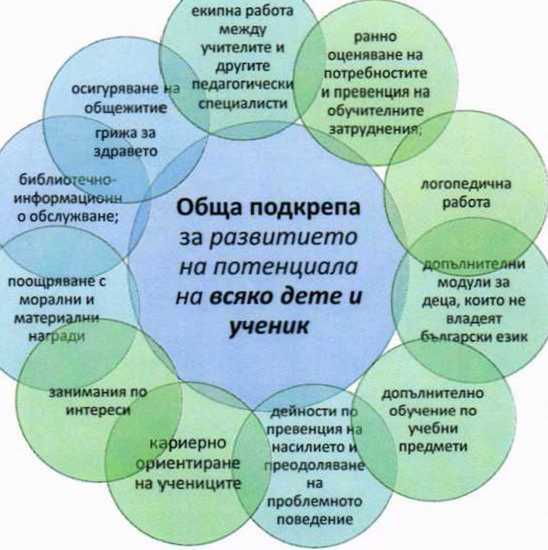 екипна работа
между
учителите и
другите
педагогически
специалисти
ранно
оценяване на
потребностите
и превенция на
обучителните
затруднения;
логопедична
работа
допълнителни
модули за
деца, които не
владеят
български език
допълнително
обучение по
учебни
предмети
дейности по
превенция на
насилието и
преодоляване
на
проблемното
поведение
кариерно
ориентиране
на учениците
занимания по
интереси
поощряване с
морални и
материални
награди
библиотечно-
информационн
о обслужване;
осигуряване на
общежитие
грижа за
здравето
Обща подкрепа
за развитието
на потенциала
на всяко дете и
ученик